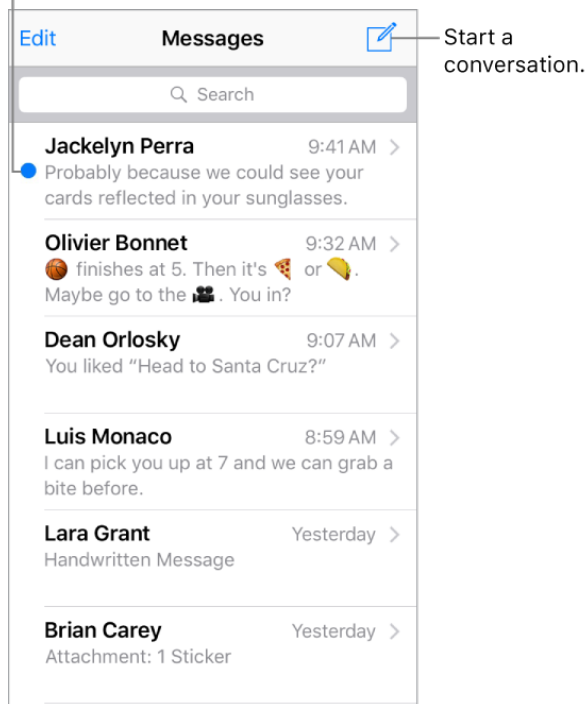 Edit Messages
Start a
conversation.
Search
Jackelyn Perra 9:41 AM
Probably because we could see your
cards reflected in your sunglasses.
Olivier Bonnet 9:32 AM
🏀 finishes at 5. Then it's 🍕 or 🌮.
Maybe go to the 🎥. You in?
Dean Orlosky 9:07 AM
You liked “Head to Santa Cruz?”
Luis Monaco 8:59 AM
I can pick you up at 7 and we can grab a
bite before.
Lara Grant Yesterday
Handwritten Message
Brian Carey Yesterday
Attachment: 1 Sticker